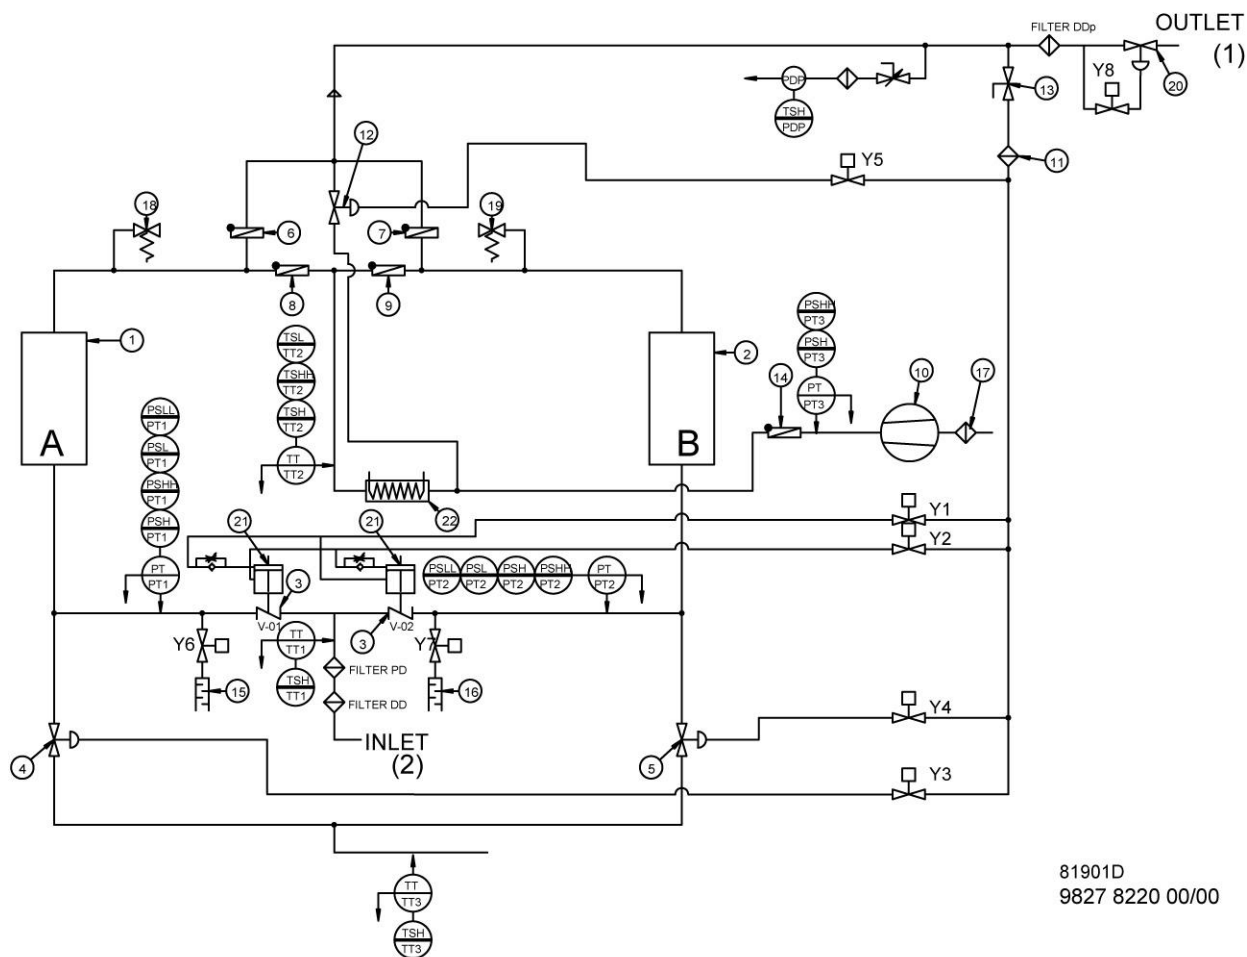 FILTER DDp
OUTLET
(1)
Y8
20
13
PDP
TSH
PDP
12
Y5
11
18
19
6
7
8
9
1
2
TSL
TT2
TSHH
TT2
TSH
TT2
TT
TT2
PSHH
PT3
PSH
PT3
PT
PT3
14
10
17
A
B
PSLL
PT1
PSL
PT1
PSHH
PT1
PSH
PT1
PT
PT1
22
21
21
Y1
Y2
PSLL
PT2
PSL
PT2
PSH
PT2
PSHH
PT2
PT
PT2
3
V-01
3
V-02
Y6
Y7
TT
TT1
TSH
TT1
FILTER PD
FILTER DD
15
16
INLET
(2)
4
5
Y4
Y3
TT
TT3
TSH
TT3
81901D
9827 8220 00/00